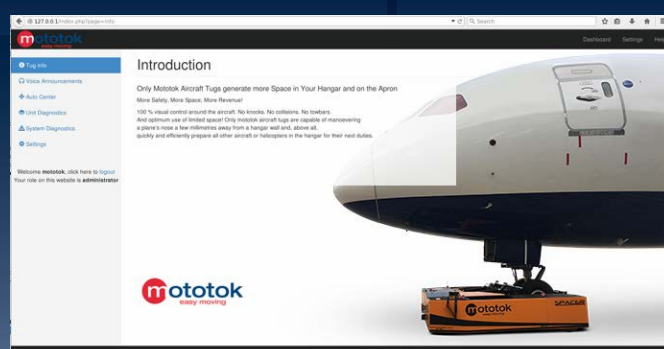 127.0.0.1/index.php?page=info
Search
mototok
easy moving
Dashboard Settings Help
Tug Info
Voice Announcements
Auto Center
Unit Diagnostics
System Diagnostics
Settings
Welcome mototok, click here to logout
Your role on this website is administrator
Introduction
Only Mototok Aircraft Tugs generate more Space in Your Hangar and on the Apron
More Safety, More Space, More Revenue!
100 % visual control around the aircraft. No knocks. No collisions. No towbars.
And optimum use of limited space! Only mototok aircraft tugs are capable of manoevering
a plane's nose a few millimetres away from a hangar wall and, above all,
quickly and efficiently prepare all other aircraft or helicopters in the hangar for their next duties.
mototok
easy moving
mototok
easy moving
SPACER